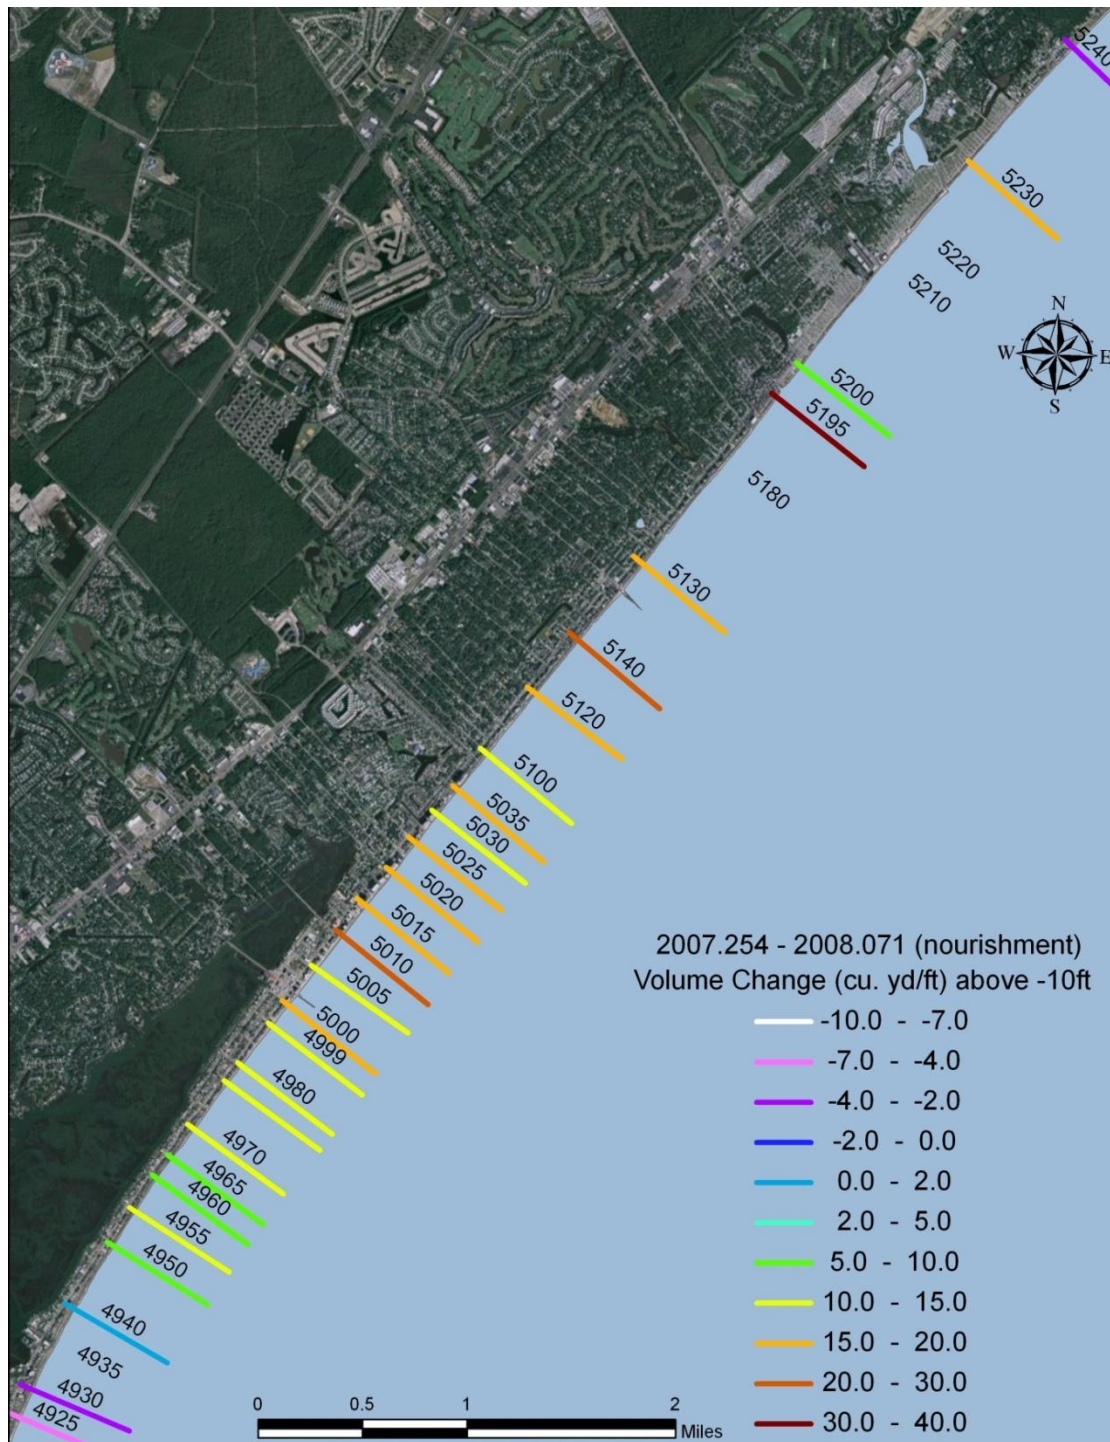 5240
5230
5220
5210
N
W E
S
5200
5195
5180
5130
5140
5120
5100
5035
5030
5025
5020
5015
5010
5005
5000
4999
4980
4970
4965
4960
4955
4950
4940
4935
4930
4925
2007.254 - 2008.071 (nourishment)
Volume Change (cu. yd/ft) above -10ft
-10.0 - -7.0
-7.0 - -4.0
-4.0 - -2.0
-2.0 - 0.0
0.0 - 2.0
2.0 - 5.0
5.0 - 10.0
10.0 - 15.0
15.0 - 20.0
20.0 - 30.0
30.0 - 40.0
0 0.5 1 2
Miles